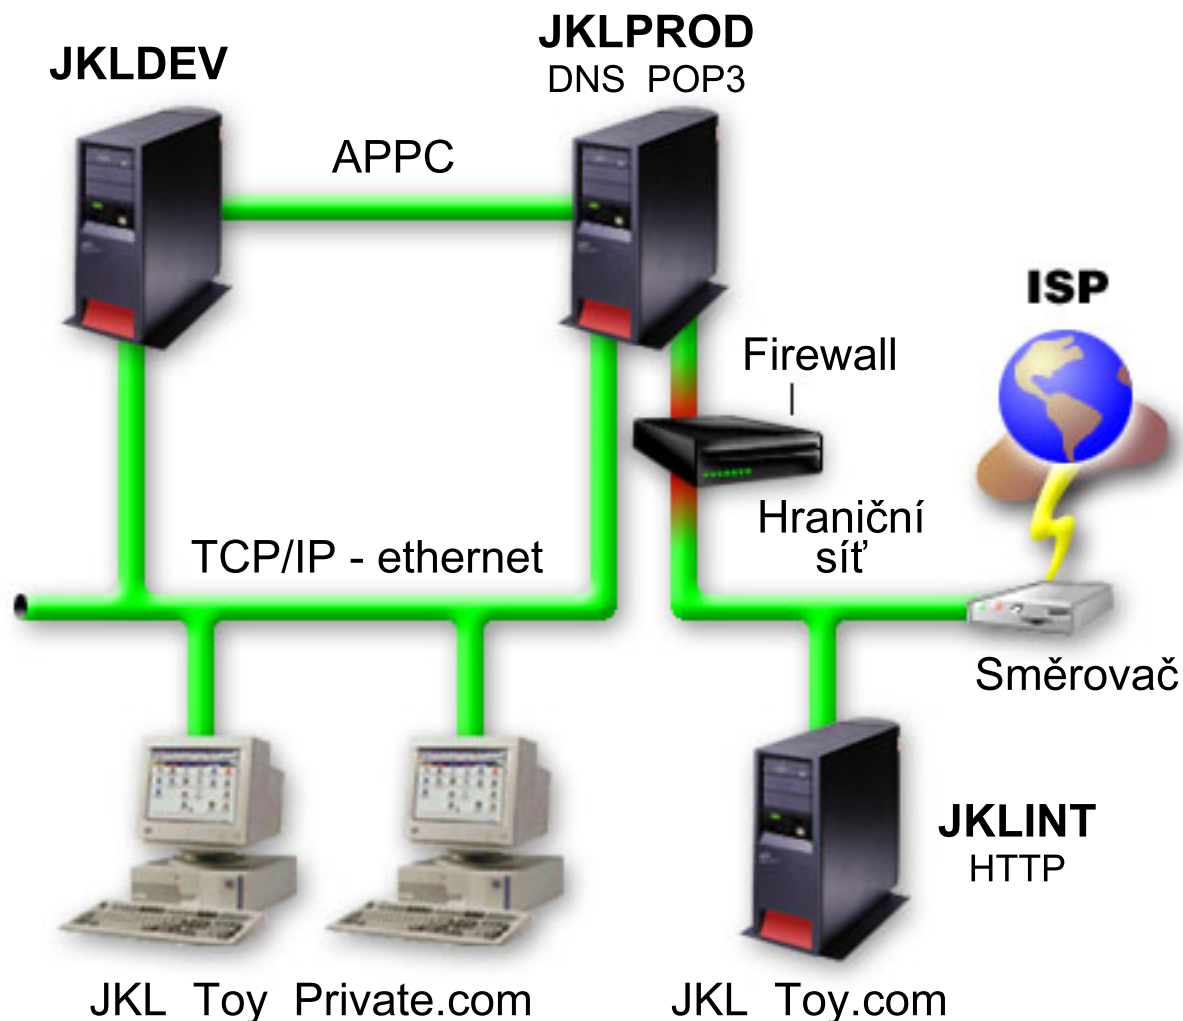 JKLDEV
JKLPROD
DNS POP3
APPC
ISP
Firewall
Hraniční
síť
TCP/IP - ethernet
Směrovač
JKLINT
HTTP
JKL Toy Private.com
JKL Toy.com